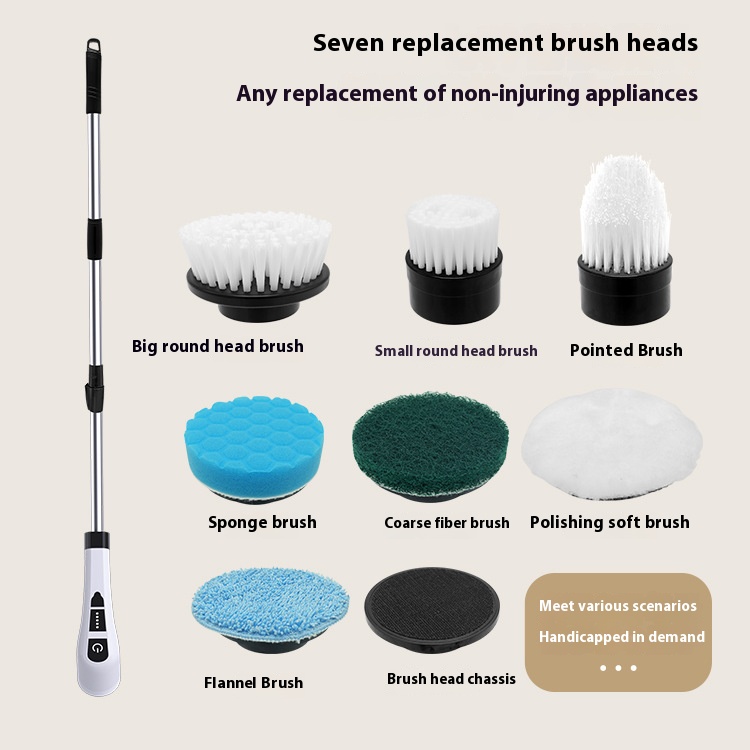 Seven replacement brush heads
Any replacement of non-injuring appliances
Big round head brush
Small round head brush
Pointed Brush
Sponge brush
Coarse fiber brush
Polishing soft brush
Meet various scenarios
Handicapped in demand
• • •
Flannel Brush
Brush head chassis